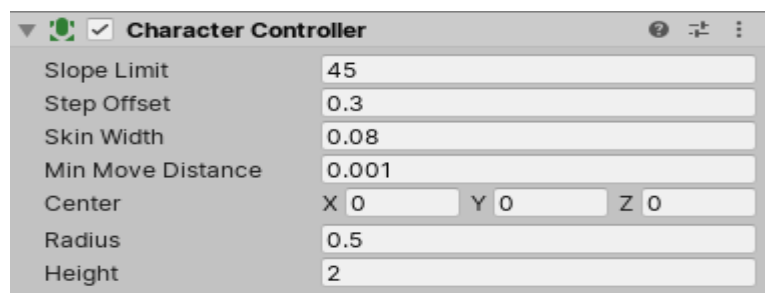 Character Controller
Slope Limit 45
Step Offset 0.3
Skin Width 0.08
Min Move Distance 0.001
Center X 0 Y 0 Z 0
Radius 0.5
Height 2